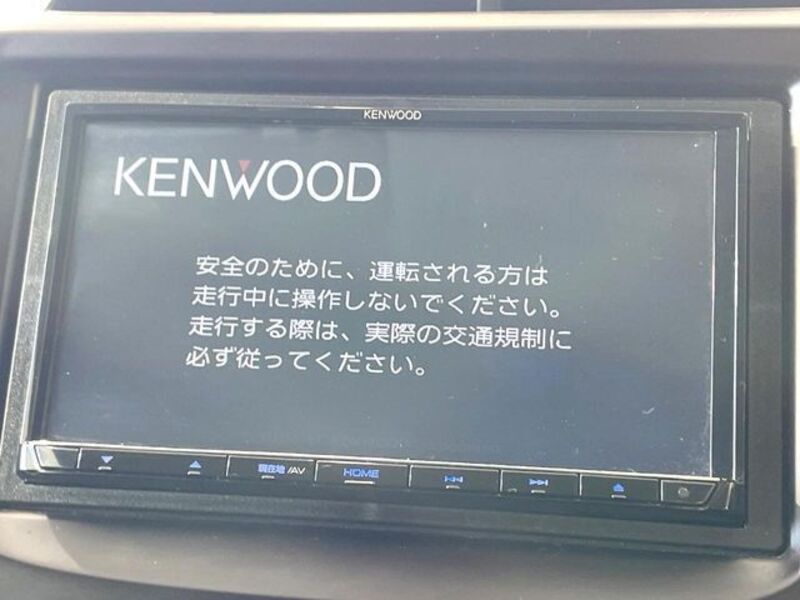 KENWOOD
KENWOOD
安全のために、運転される方は
走行中に操作しないでください。
走行する際は、実際の交通規制に
必ず従ってください。
現在地/AV HOME